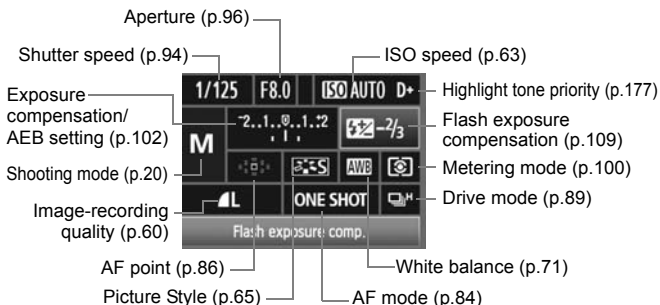 Aperture (p.96)
Shutter speed (p.94)
ISO speed (p.63)
1/125 F8.0 ISO AUTO D+
Highlight tone priority (p.177)
Exposure
compensation/
AEB setting (p.102)
-2..1..0..1..+2
-2/3
Flash exposure
compensation (p.109)
M
Shooting mode (p.20)
S AWB
Metering mode (p.100)
Image-recording
quality (p.60)
L ONE SHOT H
Drive mode (p.89)
Flash exposure comp.
AF point (p.86)
White balance (p.71)
Picture Style (p.65)
AF mode (p.84)